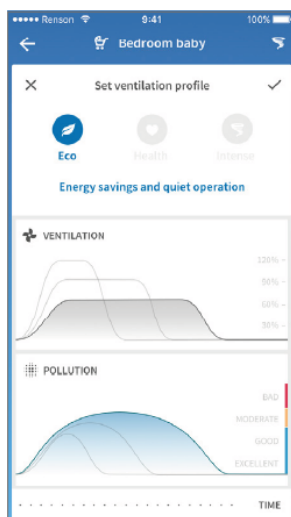 Renson 9:41 100%
Bedroom baby
Set ventilation profile
Eco Health Intense
Energy savings and quiet operation
VENTILATION
120%
90%
60%
30%
POLLUTION
BAD
MODERATE
GOOD
EXCELLENT
TIME